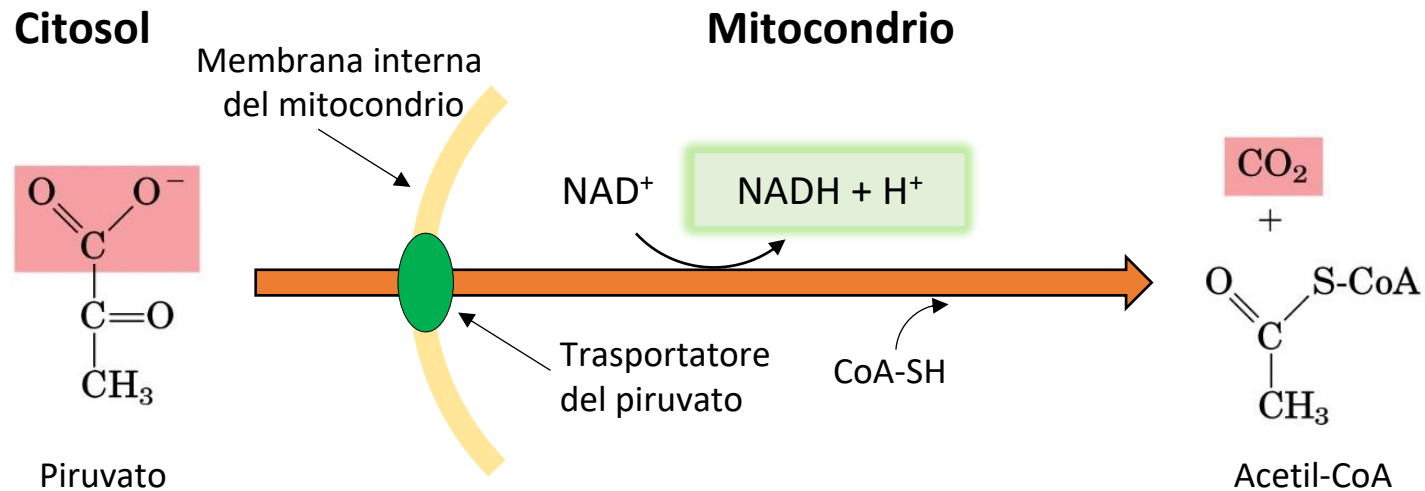 Citosol
Mitocondrio
Membrana interna
del mitocondrio
O
O⁻
C
C=O
CH₃
Piruvato
NAD⁺
NADH + H⁺
Trasportatore
del piruvato
CoA-SH
CO₂
+
O
S-CoA
C
CH₃
Acetil-CoA